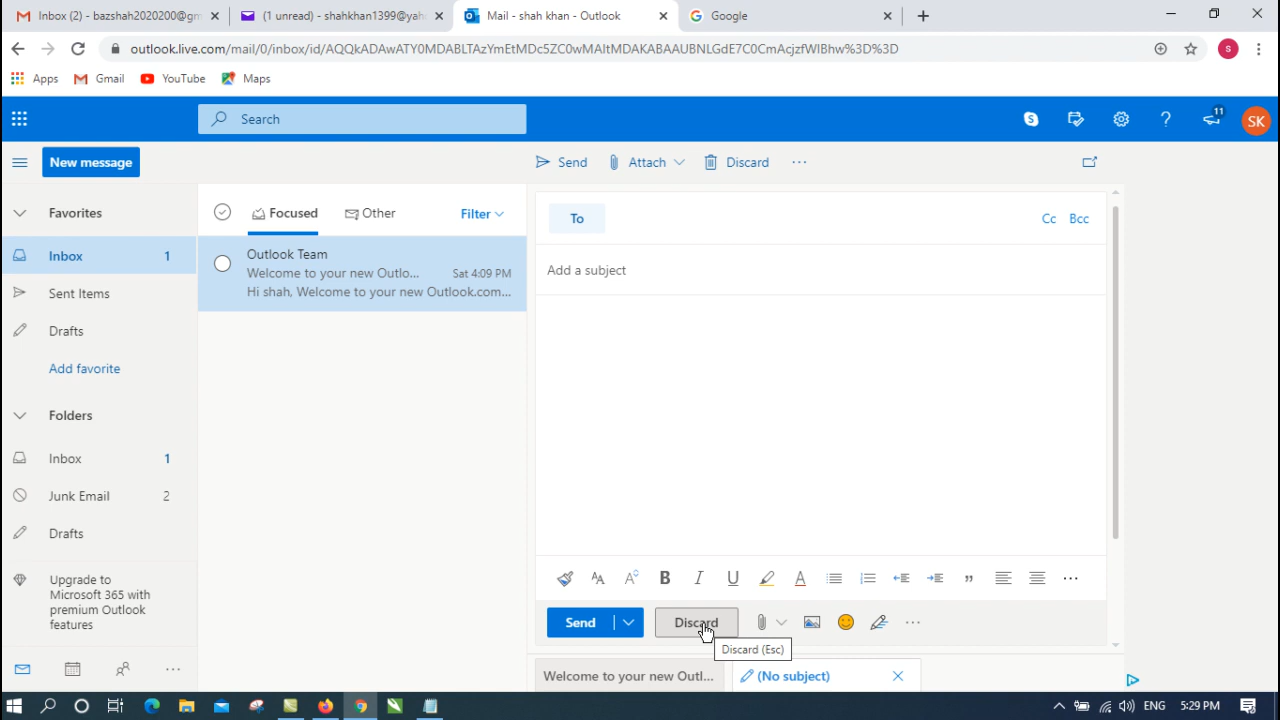 Inbox (2) - bazshah2020200@gm
(1 unread) - shahkhan1399@yaho
Mail - shah khan - Outlook
Google
outlook.live.com/mail/0/inbox/id/AQQkADAwATY0MDABLTAzYmEtMDc5ZC0wMAItMDAKABAAUBNLGdE7C0CmAcjzfWIBhw%3D%3D
S
Apps
Gmail
YouTube
Maps
Search
11
SK
New message
Send
Attach
Discard
Favorites
Inbox 1
Sent Items
Drafts
Add favorite
Folders
Inbox 1
Junk Email 2
Drafts
Upgrade to
Microsoft 365 with
premium Outlook
features
Focused
Other
Filter
Outlook Team
Welcome to your new Outlo... Sat 4:09 PM
Hi shah, Welcome to your new Outlook.com...
To
Cc
Bcc
Add a subject
B I U A
Send
Discard
Discard (Esc)
Welcome to your new Outl...
(No subject)
5:29 PM